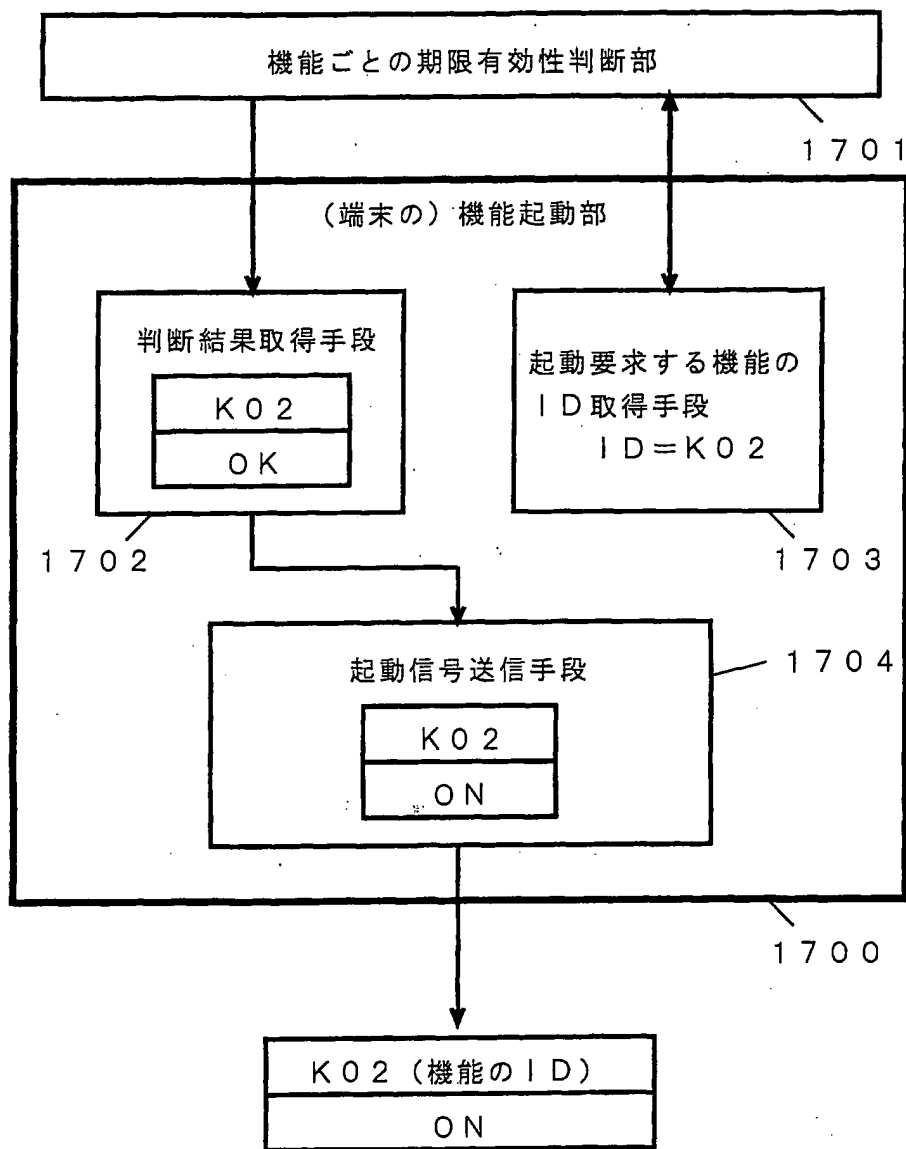 機能ごとの期限有効性判断部
1701
(端末の)機能起動部
判断結果取得手段
K02
OK
1702
起動要求する機能の
ID取得手段
ID=K02
1703
起動信号送信手段
K02
ON
1704
1700
K02(機能のID)
ON